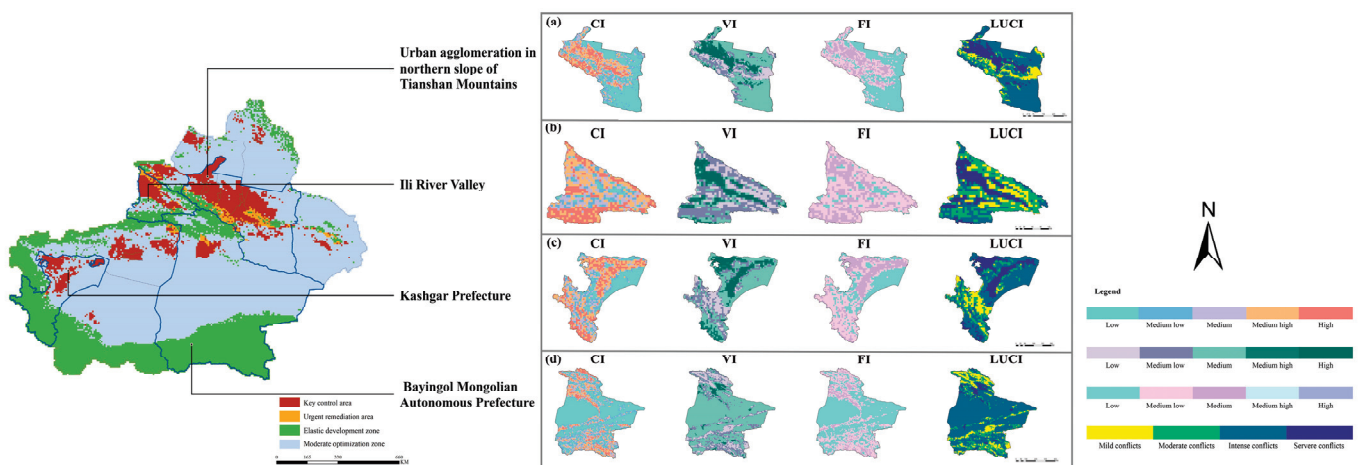 Urban agglomeration in
northern slope of
Tianshan Mountains
Ili River Valley
Kashgar Prefecture
Bayingol Mongolian
Autonomous Prefecture
Key control area
Urgent remediation area
Elastic development zone
Moderate optimization zone
0
KM
(a)
CI
VI
FI
LUCI
(b)
CI
VI
FI
LUCI
(c)
CI
VI
FI
LUCI
(d)
CI
VI
FI
LUCI
N
Legend
Low Medium low Medium Medium high High
Low Medium low Medium Medium high High
Low Medium low Medium Medium high High
Mild conflicts Moderate conflicts Intense conflicts Servere conflicts